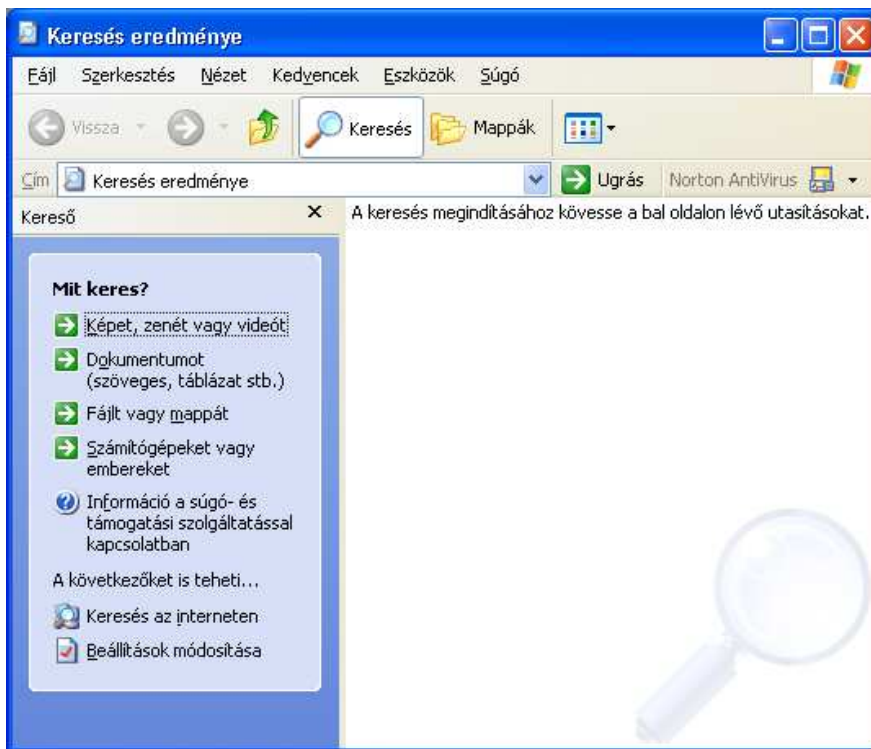 Keresés eredménye
Fájl Szerkesztés Nézet Kedvencek Eszközök Súgó
Vissza Keresés Mappák
Cím Keresés eredménye Ugrás Norton AntiVirus
Kereső
A keresés megindításához kövesse a bal oldalon lévő utasításokat.
Mit keres?
Képet, zenét vagy videót
Dokumentumot
(szöveges, táblázat stb.)
Fájlt vagy mappát
Számítógépeket vagy
embereket
Információ a súgó- és
támogatási szolgáltatással
kapcsolatban
A következőket is teheti...
Keresés az interneten
Beállítások módosítása